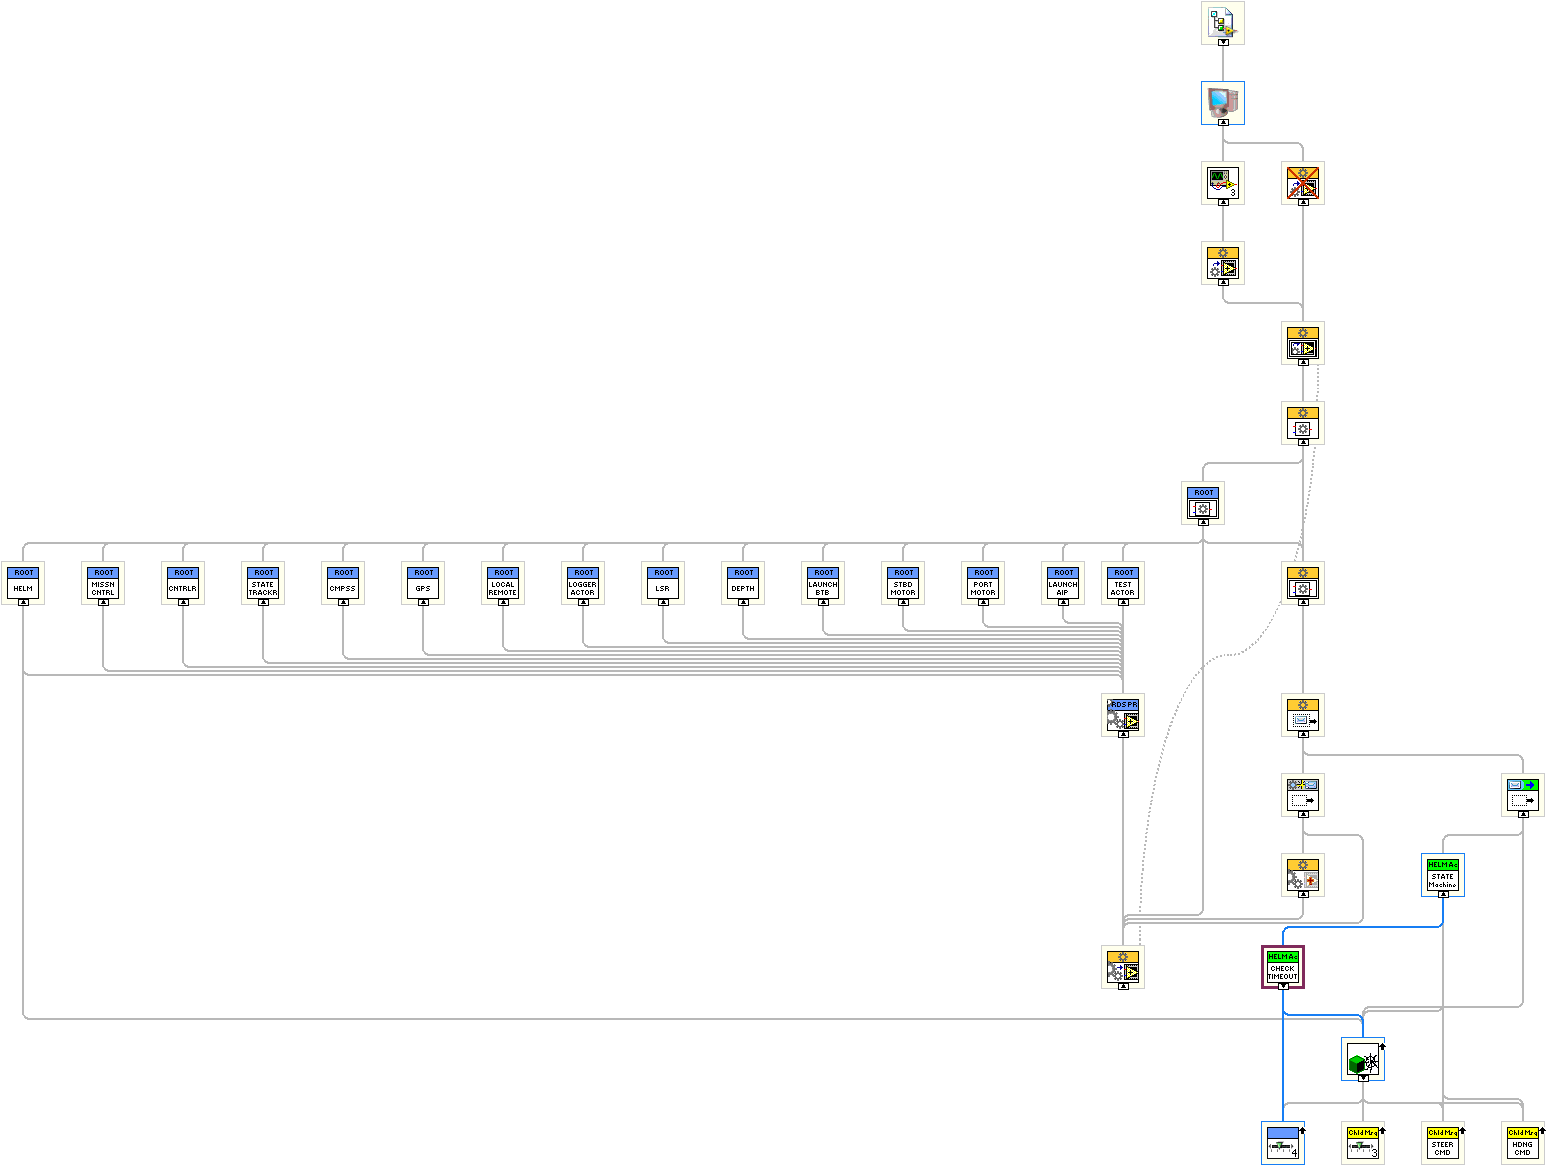 3
ROOT
ROOT
HELM
ROOT
MISSN
CNTRL
ROOT
CNTRLR
ROOT
STATE
TRACKR
ROOT
CMPSS
ROOT
GPS
ROOT
LOCAL
REMOTE
ROOT
LOGGER
ACTOR
ROOT
LSR
ROOT
DEPTH
ROOT
LAUNCH
BTB
ROOT
STBD
MOTOR
ROOT
PORT
MOTOR
ROOT
LAUNCH
AIP
ROOT
TEST
ACTOR
RDSPR
HELM Ac
STATE
Machine
HELM Ac
CHECK
TIMEOUT
4
Chld Msg
3
Chld Msg
STEER
CMD
Chld Msg
HDNG
CMD